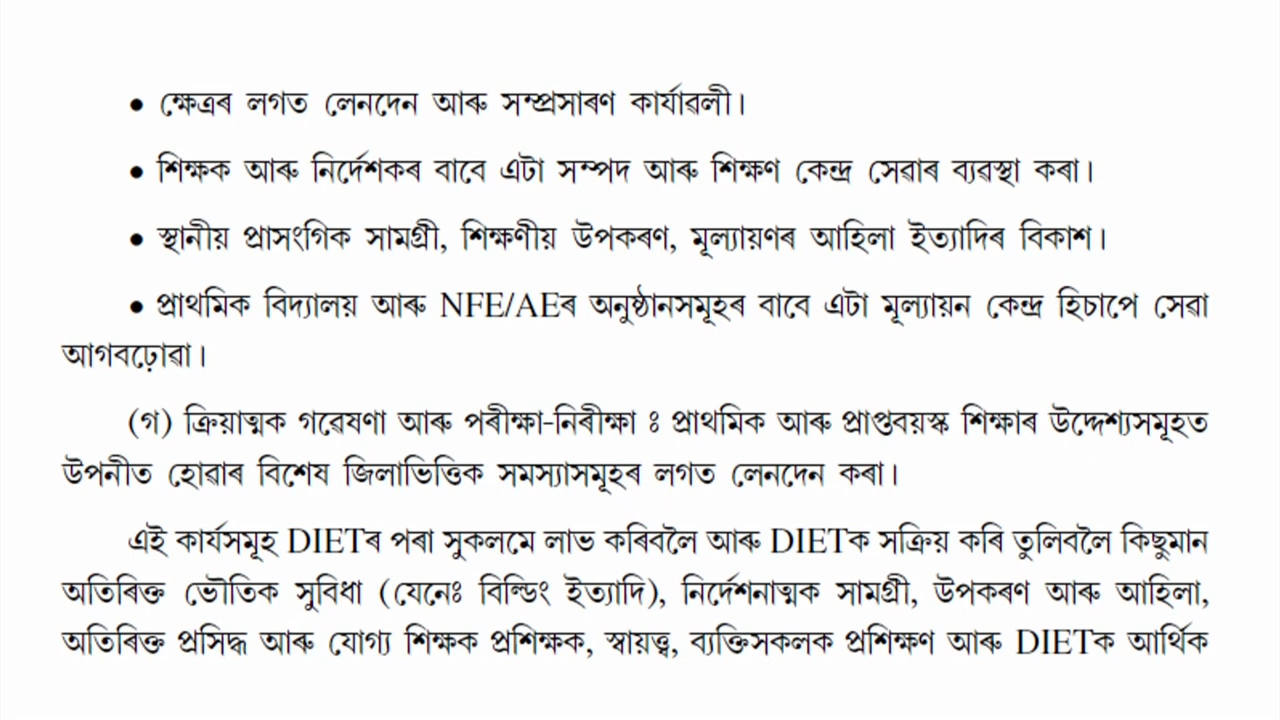 • ক্ষেত্ৰৰ লগত লেনদেন আৰু সম্প্ৰসাৰণ কাৰ্যাৱলী।
• শিক্ষক আৰু নিৰ্দেশকৰ বাবে এটা সম্পদ আৰু শিক্ষণ কেন্দ্ৰ সেৱাৰ ব্যৱস্থা কৰা।
• স্থানীয় প্ৰাসংগিক সামগ্ৰী, শিক্ষণীয় উপকৰণ, মূল্যায়ণৰ আহিলা ইত্যাদিৰ বিকাশ।
• প্ৰাথমিক বিদ্যালয় আৰু NFE/AEৰ অনুষ্ঠানসমূহৰ বাবে এটা মূল্যায়ন কেন্দ্ৰ হিচাপে সেৱা
আগবঢ়োৱা।
(গ) ক্ৰিয়াত্মক গৱেষণা আৰু পৰীক্ষা-নিৰীক্ষা ঃ প্ৰাথমিক আৰু প্ৰাপ্তবয়স্ক শিক্ষাৰ উদ্দেশ্যসমূহত
উপনীত হোৱাৰ বিশেষ জিলাভিত্তিক সমস্যাসমূহৰ লগত লেনদেন কৰা।
এই কাৰ্যসমূহ DIETৰ পৰা সুকলমে লাভ কৰিবলৈ আৰু DIETক সক্ৰিয় কৰি তুলিবলৈ কিছুমান
অতিৰিক্ত ভৌতিক সুবিধা (যেনেঃ বিল্ডিং ইত্যাদি), নিৰ্দেশনাত্মক সামগ্ৰী, উপকৰণ আৰু আহিলা,
অতিৰিক্ত প্ৰসিদ্ধ আৰু যোগ্য শিক্ষক প্ৰশিক্ষক, স্বায়ত্ত্ব, ব্যক্তিসকলক প্ৰশিক্ষণ আৰু DIETক আৰ্থিক